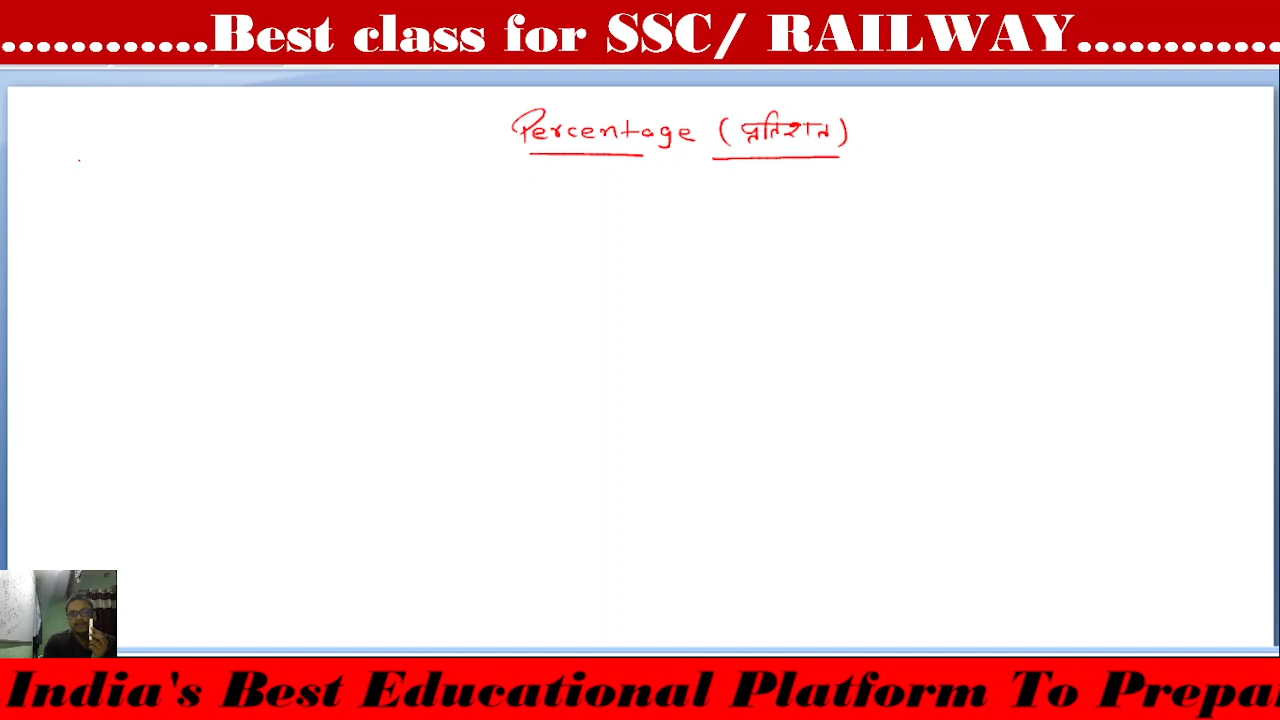 ............Best class for SSC/ RAILWAY............
Percentage (প্রতিশত)
India's Best Educational Platform To Prepa